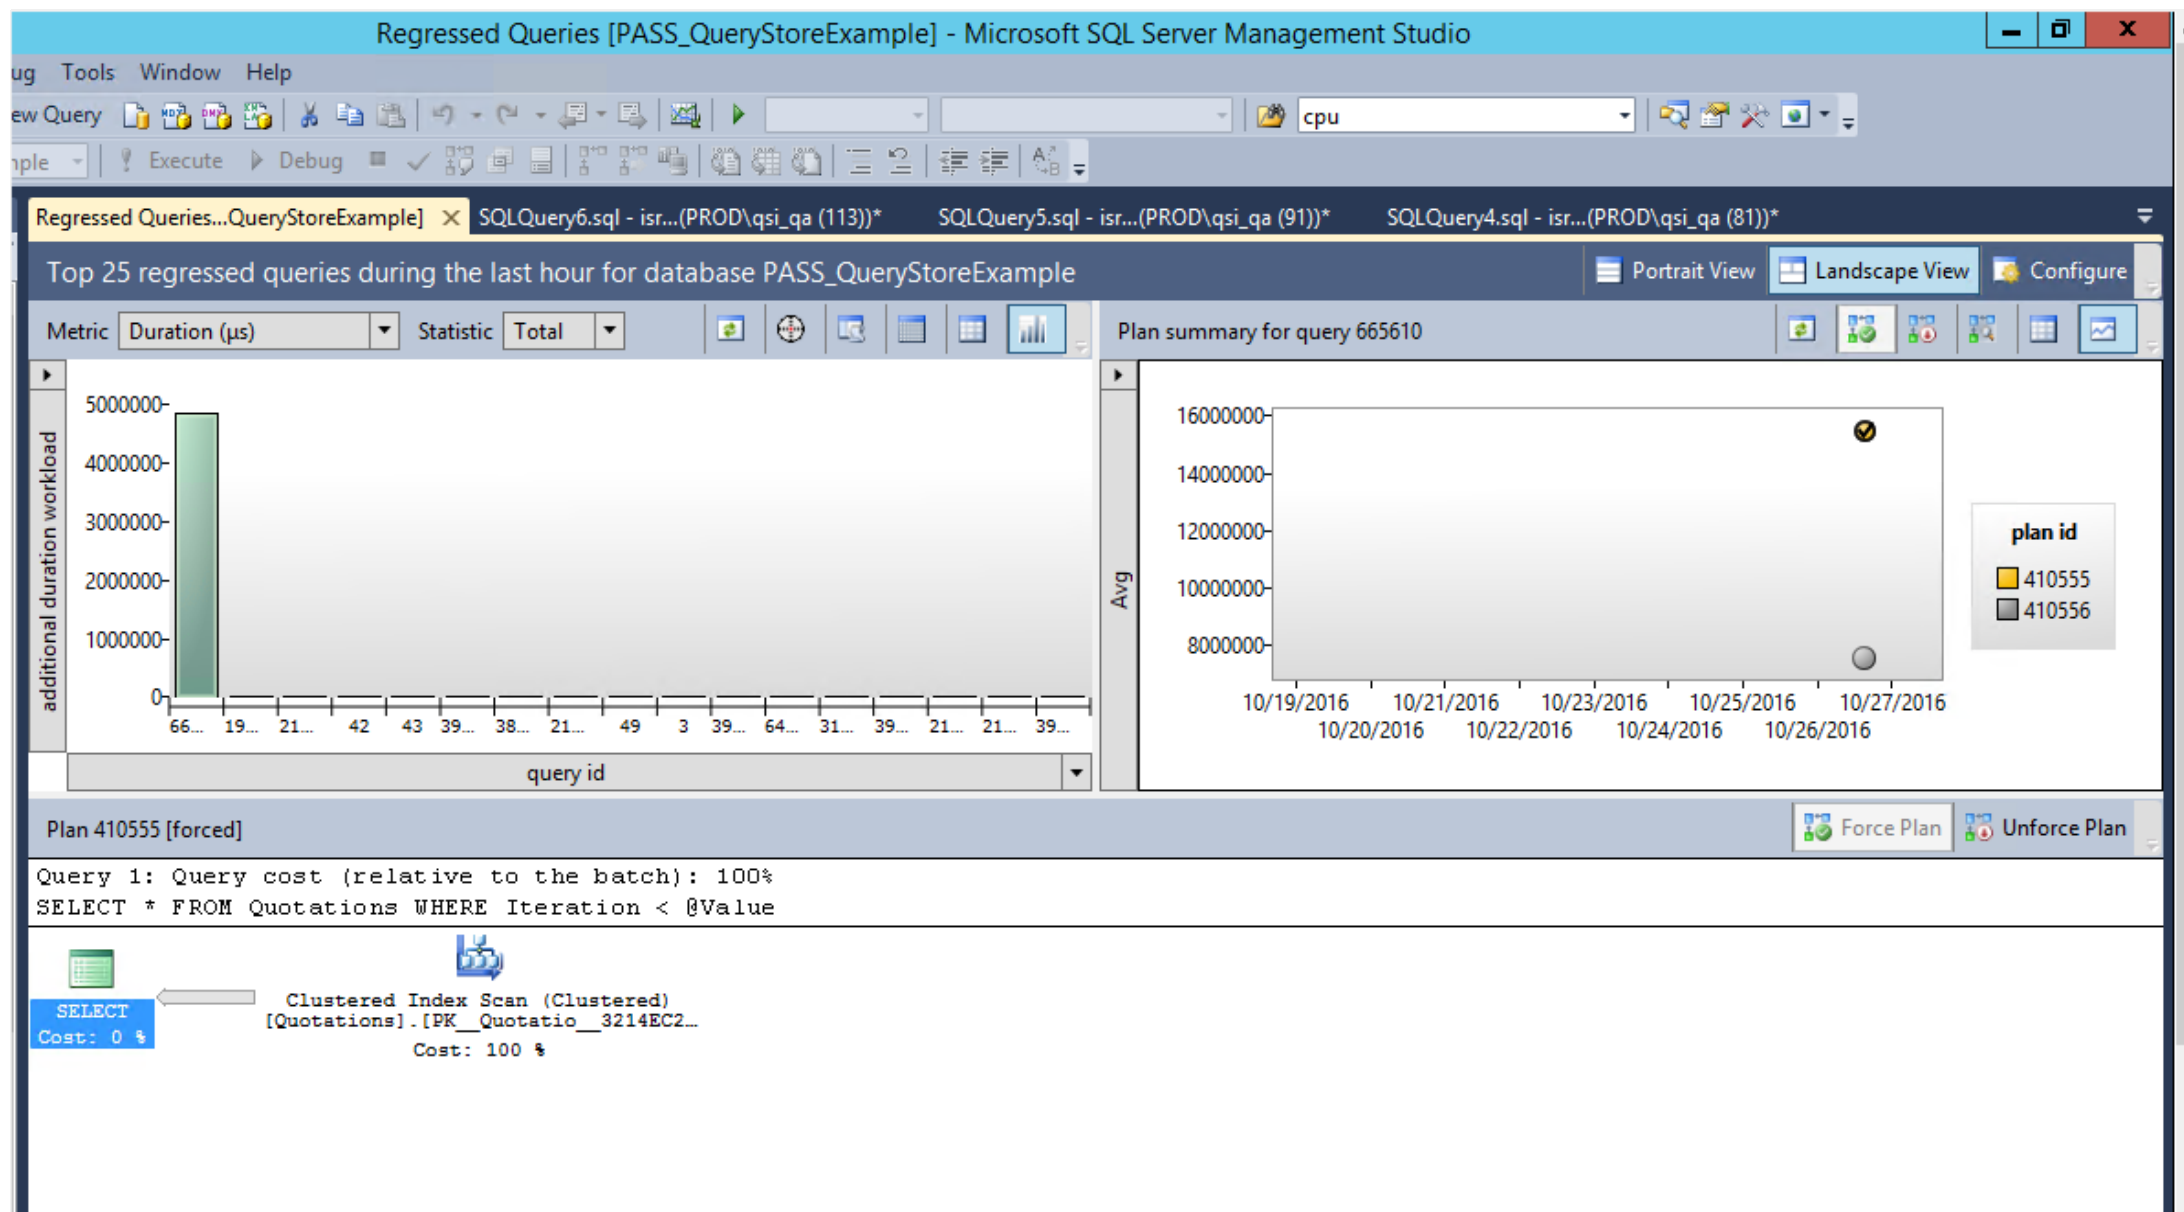 Regressed Queries [PASS_QueryStoreExample] - Microsoft SQL Server Management Studio
ug Tools Window Help
ew Query cpu
mple Execute Debug
Regressed Queries...QueryStoreExample] SQLQuery6.sql - isr...(PROD\qsi_qa (113))* SQLQuery5.sql - isr...(PROD\qsi_qa (91))* SQLQuery4.sql - isr...(PROD\qsi_qa (81))*
Top 25 regressed queries during the last hour for database PASS_QueryStoreExample Portrait View Landscape View Configure
Metric Duration (µs) Statistic Total
additional duration workload
5000000
4000000
3000000
2000000
1000000
0
66... 19... 21... 42 43 39... 38... 21... 49 3 39... 64... 31... 39... 21... 21... 39...
query id
Plan summary for query 665610
Avg
16000000
14000000
12000000
10000000
8000000
10/19/2016 10/21/2016 10/23/2016 10/25/2016 10/27/2016
10/20/2016 10/22/2016 10/24/2016 10/26/2016
plan id
410555
410556
Plan 410555 [forced] Force Plan Unforce Plan
Query 1: Query cost (relative to the batch): 100%
SELECT * FROM Quotations WHERE Iteration < @Value
SELECT
Cost: 0 %
Clustered Index Scan (Clustered)
[Quotations].[PK__Quotatio__3214EC2…
Cost: 100 %